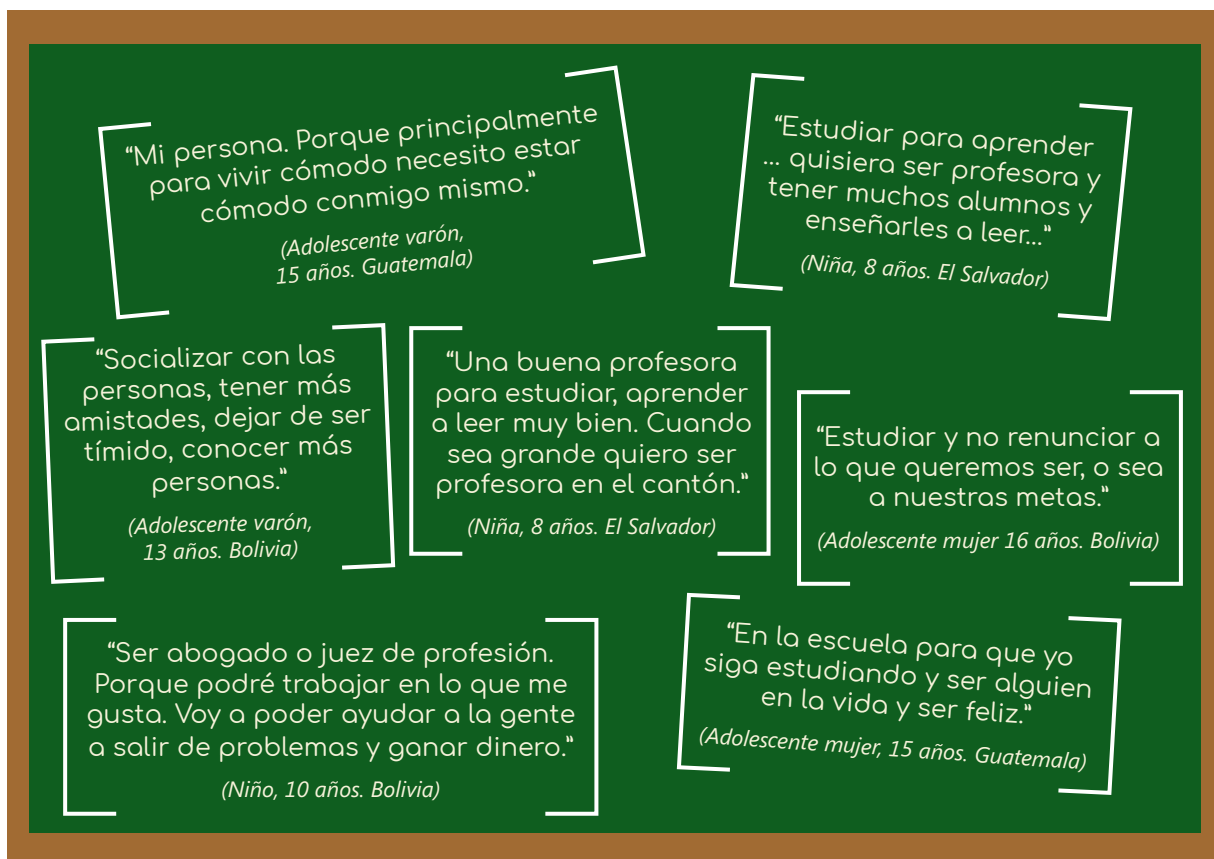 “Mi persona. Porque principalmente
para vivir cómodo necesito estar
cómodo conmigo mismo.”
(Adolescente varón,
15 años. Guatemala)
“Estudiar para aprender
... quisiera ser profesora y
tener muchos alumnos y
enseñarles a leer...”
(Niña, 8 años. El Salvador)
“Socializar con las
personas, tener más
amistades, dejar de ser
tímido, conocer más
personas.”
(Adolescente varón,
13 años. Bolivia)
“Una buena profesora
para estudiar, aprender
a leer muy bien. Cuando
sea grande quiero ser
profesora en el cantón.”
(Niña, 8 años. El Salvador)
“Estudiar y no renunciar a
lo que queremos ser, o sea
a nuestras metas.”
(Adolescente mujer 16 años. Bolivia)
“Ser abogado o juez de profesión.
Porque podré trabajar en lo que me
gusta. Voy a poder ayudar a la gente
a salir de problemas y ganar dinero.”
(Niño, 10 años. Bolivia)
“En la escuela para que yo
siga estudiando y ser alguien
en la vida y ser feliz.”
(Adolescente mujer, 15 años. Guatemala)